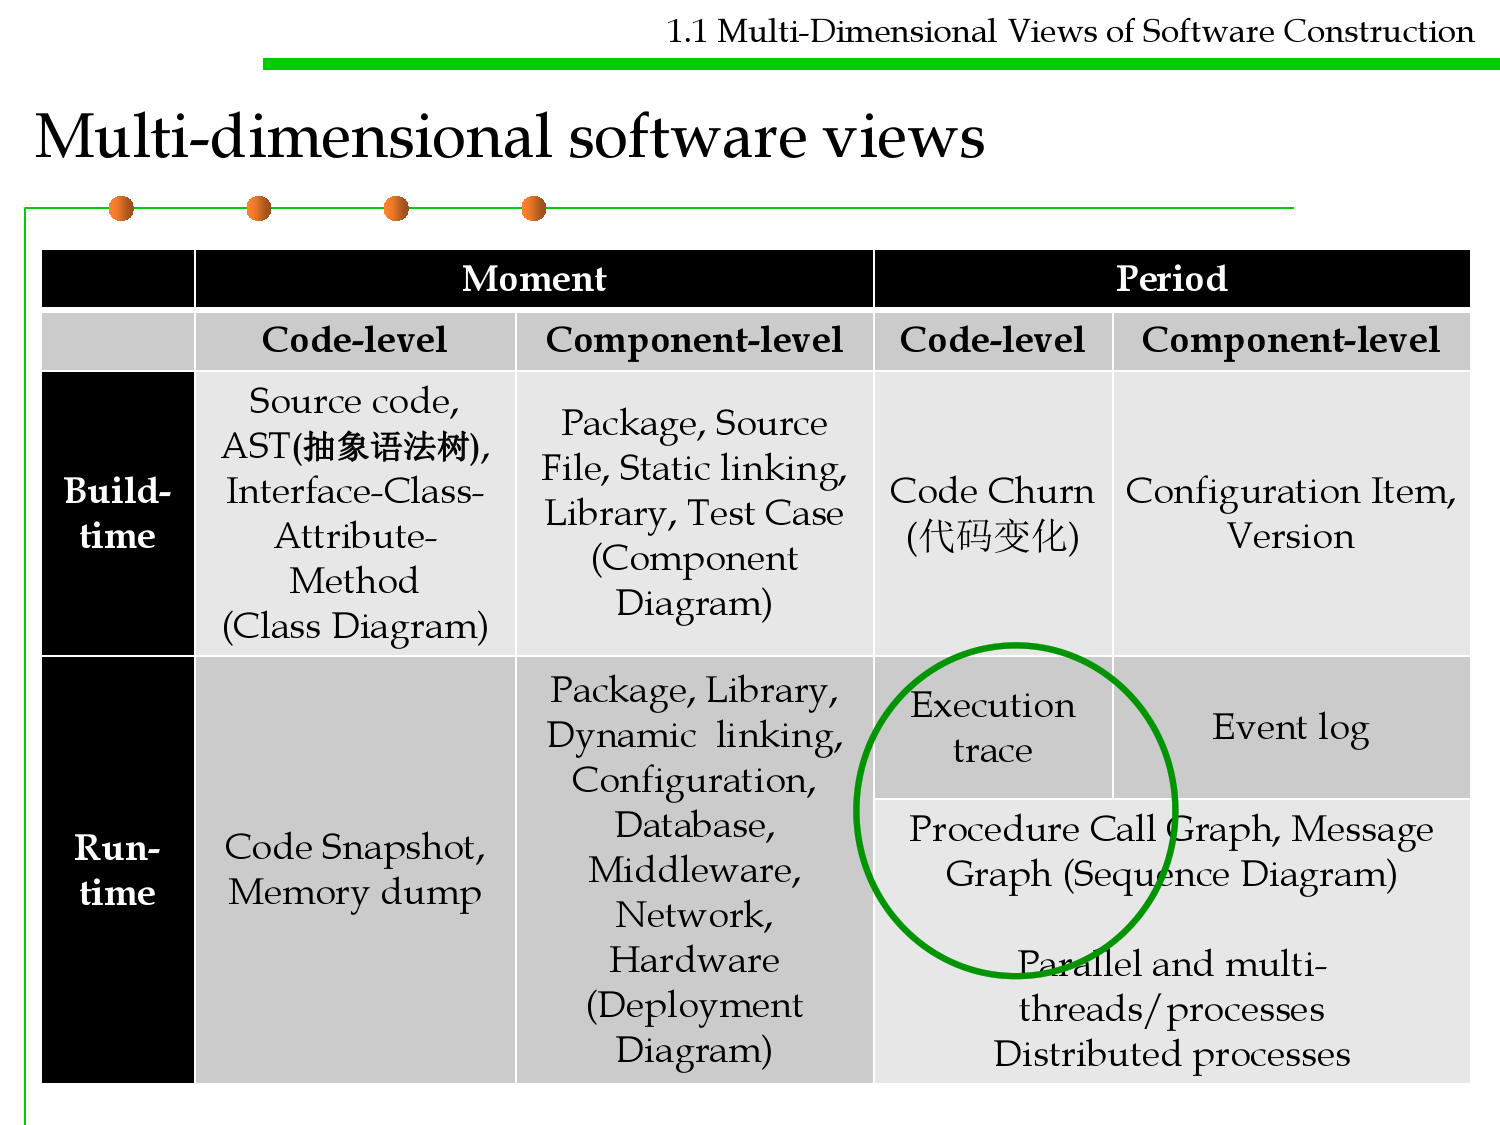 1.1 Multi-Dimensional Views of Software Construction
Multi-dimensional software views
Moment
Period
Code-level
Component-level
Code-level
Component-level
Build-
time
Source code,
AST(抽象语法树),
Interface-Class-
Attribute-
Method
(Class Diagram)
Package, Source
File, Static linking,
Library, Test Case
(Component
Diagram)
Code Churn
(代码变化)
Configuration Item,
Version
Run-
time
Code Snapshot,
Memory dump
Package, Library,
Dynamic linking,
Configuration,
Database,
Middleware,
Network,
Hardware
(Deployment
Diagram)
Execution
trace
Event log
Procedure Call Graph, Message
Graph (Sequence Diagram)
Parallel and multi-
threads/processes
Distributed processes